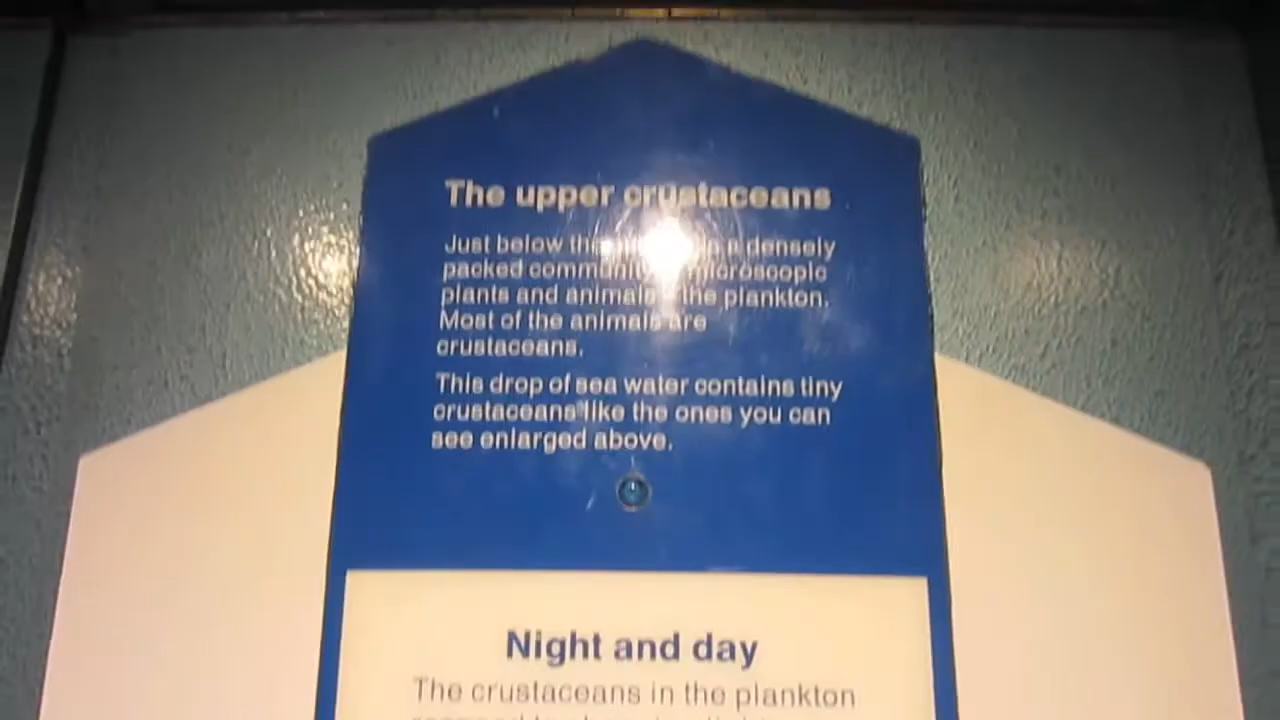 The upper crustaceans
Just below the in a densely
packed community microscopic
plants and animals the plankton.
Most of the animals are
crustaceans.
This drop of sea water contains tiny
crustaceans like the ones you can
see enlarged above.
Night and day
The crustaceans in the plankton